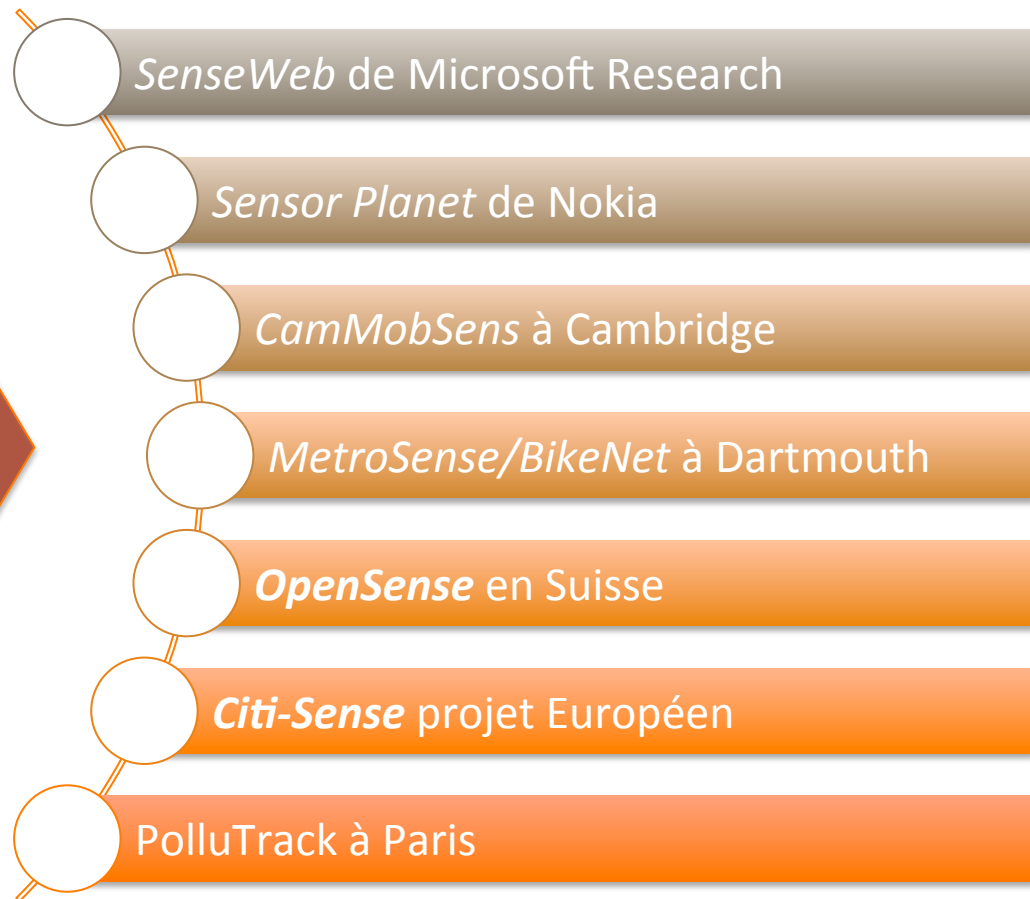 SenseWeb de Microsoft Research
Sensor Planet de Nokia
CamMobSens à Cambridge
MetroSense/BikeNet à Dartmouth
OpenSense en Suisse
Citi-Sense projet Européen
PolluTrack à Paris